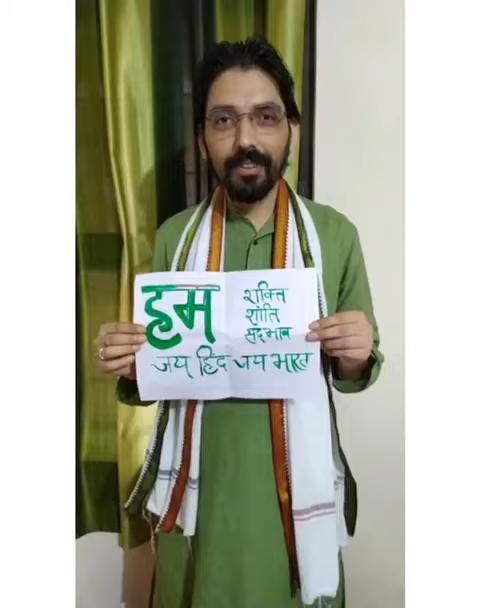 हम
शक्ति
शांति
सद्भाव
जय हिंद जय भारत